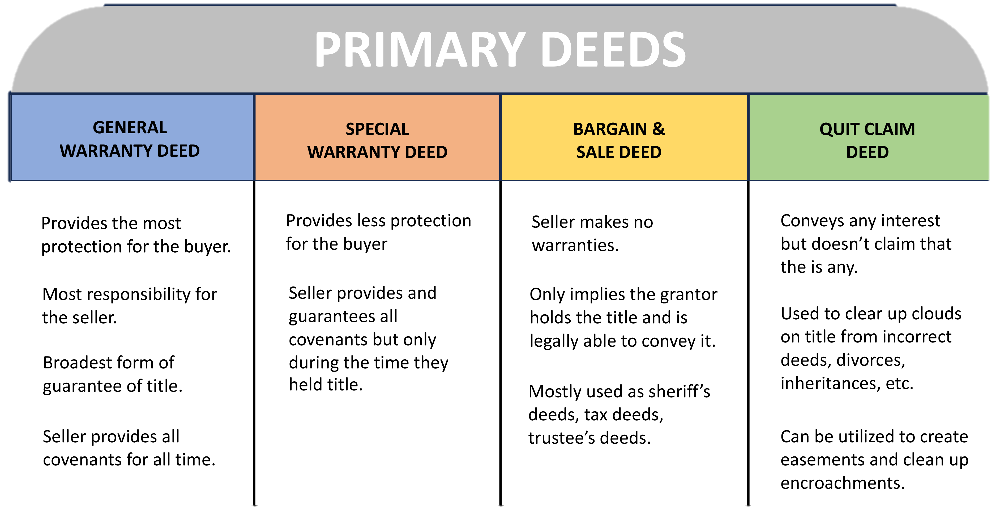 PRIMARY DEEDS
GENERAL
WARRANTY DEED
Provides the most
protection for the buyer.
Most responsibility for
the seller.
Broadest form of
guarantee of title.
Seller provides all
covenants for all time.
SPECIAL
WARRANTY DEED
Provides less protection
for the buyer
Seller provides and
guarantees all
covenants but only
during the time they
held title.
BARGAIN &
SALE DEED
Seller makes no
warranties.
Only implies the grantor
holds the title and is
legally able to convey it.
Mostly used as sheriff’s
deeds, tax deeds,
trustee’s deeds.
QUIT CLAIM
DEED
Conveys any interest
but doesn’t claim that
the is any.
Used to clear up clouds
on title from incorrect
deeds, divorces,
inheritances, etc.
Can be utilized to create
easements and clean up
encroachments.